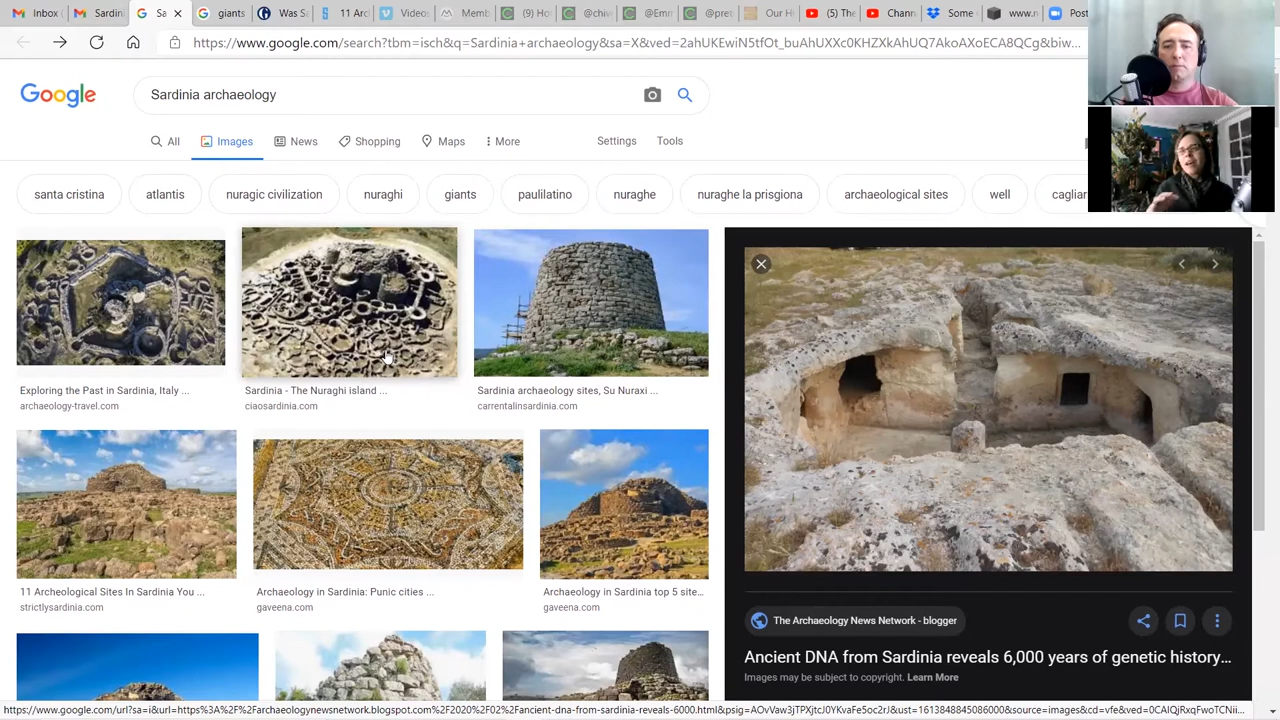 Inbox
Sardin
Sa
giants
Was S
11 Arc
Videos
Memb
(9) Ho
@chiv
@Emr
@pret
Our Hi
(5) The
Chann
Some
www.n
Post
https://www.google.com/search?tbm=isch&q=Sardinia+archaeology&sa=X&ved=2ahUKEwiN5tfOt_buAhUXXc0KHZXkAhUQ7AkoAXoECA8QCg&biw...
Google
Sardinia archaeology
All
Images
News
Shopping
Maps
More
Settings
Tools
santa cristina
atlantis
nuragic civilization
nuraghi
giants
paulilatino
nuraghe
nuraghe la prisgiona
archaeological sites
well
cagliar
Exploring the Past in Sardinia, Italy ...
archaeology-travel.com
Sardinia - The Nuraghi island ...
ciaosardinia.com
Sardinia archaeology sites, Su Nuraxi ...
carrentalinsardinia.com
11 Archeological Sites In Sardinia You ...
strictlysardinia.com
Archaeology in Sardinia: Punic cities ...
gaveena.com
Archaeology in Sardinia top 5 site...
gaveena.com
The Archaeology News Network - blogger
Ancient DNA from Sardinia reveals 6,000 years of genetic history...
Images may be subject to copyright. Learn More
https://www.google.com/url?sa=i&url=https%3A%2F%2Farchaeologynewsnetwork.blogspot.com%2F2020%2F02%2Fancient-dna-from-sardinia-reveals-6000.html&psig=AOvVaw3jTPXjtcJ0YKvaFe5oc2rJ&ust=1613848845086000&source=images&cd=vfe&ved=0CAIQjRxqFwoTCNii...